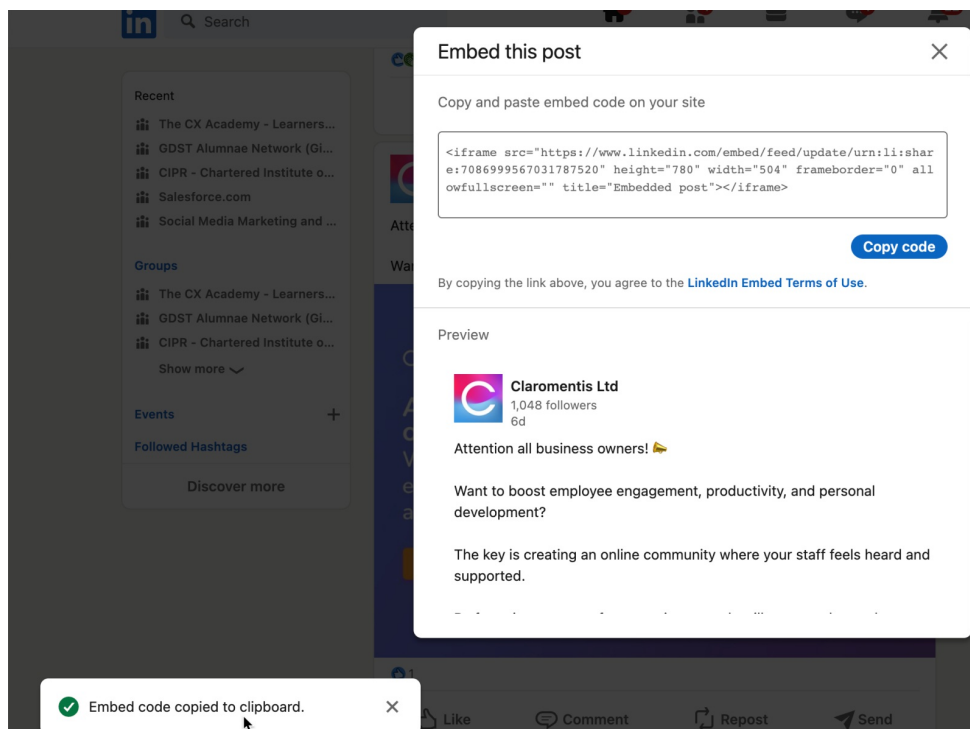 in
Search
Recent
The CX Academy - Learners...
GDST Alumnae Network (Gi...
CIPR - Chartered Institute o...
Salesforce.com
Social Media Marketing and ...
Groups
The CX Academy - Learners...
GDST Alumnae Network (Gi...
CIPR - Chartered Institute o...
Show more
Events
Followed Hashtags
Discover more
Embed this post
Copy and paste embed code on your site
<iframe src="https://www.linkedin.com/embed/feed/update/urn:li:shar
e:7086999567031787520" height="780" width="504" frameborder="0" all
owfullscreen="" title="Embedded post"></iframe>
Copy code
By copying the link above, you agree to the LinkedIn Embed Terms of Use.
Preview
Claromentis Ltd
1,048 followers
6d
Attention all business owners! 📣
Want to boost employee engagement, productivity, and personal
development?
The key is creating an online community where your staff feels heard and
supported.
1
Like
Comment
Repost
Send
Embed code copied to clipboard.